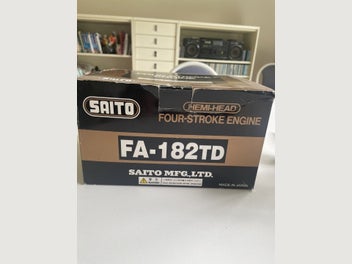 SAITO
HEMI-HEAD
FOUR-STROKE ENGINE
FA-182TD
SAITO MFG., LTD.
MADE IN JAPAN